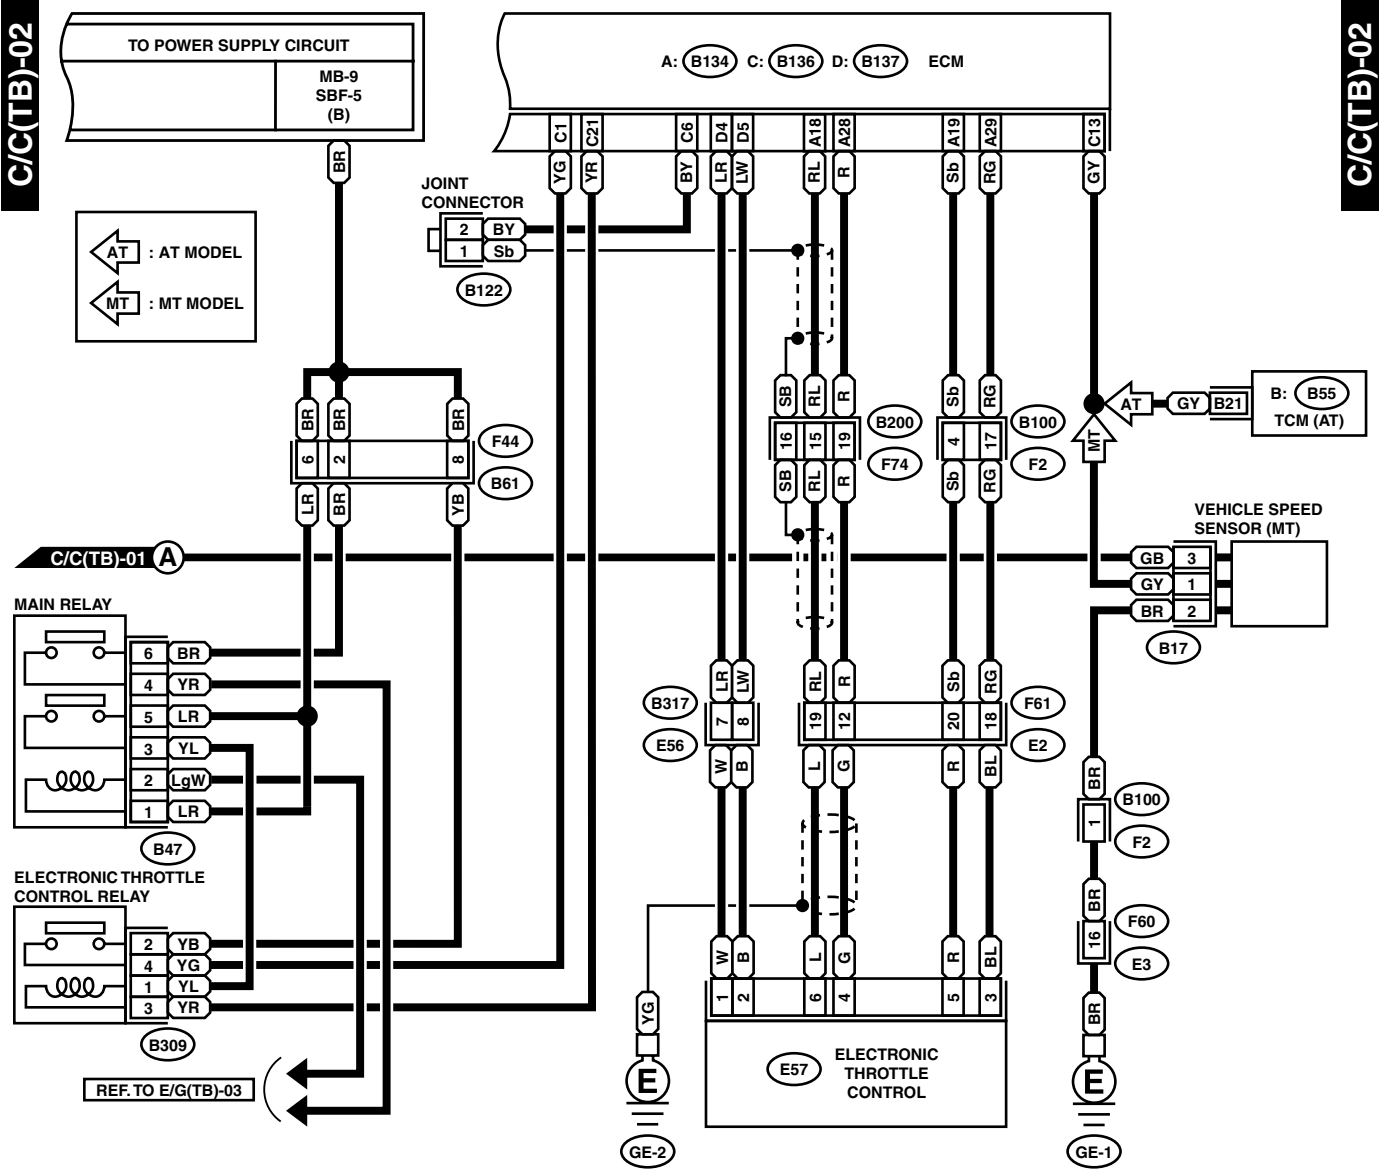 C/C(TB)-02
C/C(TB)-02
TO POWER SUPPLY CIRCUIT
MB-9
SBF-5
(B)
A: B134 C: B136 D: B137 ECM
C1 C21 C6 D4 D5 A18 A28 A19 A29 C13
BR YG YR BY LR LW RL R Sb RG GY
JOINT
CONNECTOR
2 BY
1 Sb
B122
AT : AT MODEL
MT : MT MODEL
SB RL R Sb RG
16 15 19 4 17
B200 B100
F74 F2
SB RL R Sb RG
AT GY B21
B: B55
TCM (AT)
MT
BR BR BR
6 2 8
F44
B61
LR BR YB
C/C(TB)-01 A
VEHICLE SPEED
SENSOR (MT)
GB 3
GY 1
BR 2
B17
MAIN RELAY
6 BR
4 YR
5 LR
3 YL
2 LgW
1 LR
B47
LR LW RL R Sb RG
B317 7 8 19 12 20 18 F61
E56 E2
W B L G R BL
BR
1
B100
F2
BR
16
F60
E3
BR
E
GE-1
ELECTRONIC THROTTLE
CONTROL RELAY
2 YB
4 YG
1 YL
3 YR
B309
REF. TO E/G(TB)-03
W B L G R BL
1 2 6 4 5 3
YG
E
GE-2
E57
ELECTRONIC
THROTTLE
CONTROL